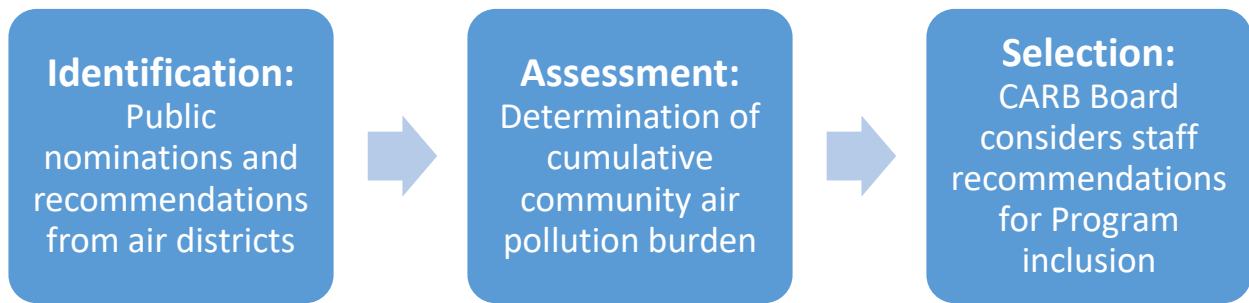 Identification:
Public
nominations and
recommendations
from air districts
Assessment:
Determination of
cumulative
community air
pollution burden
Selection:
CARB Board
considers staff
recommendations
for Program
inclusion